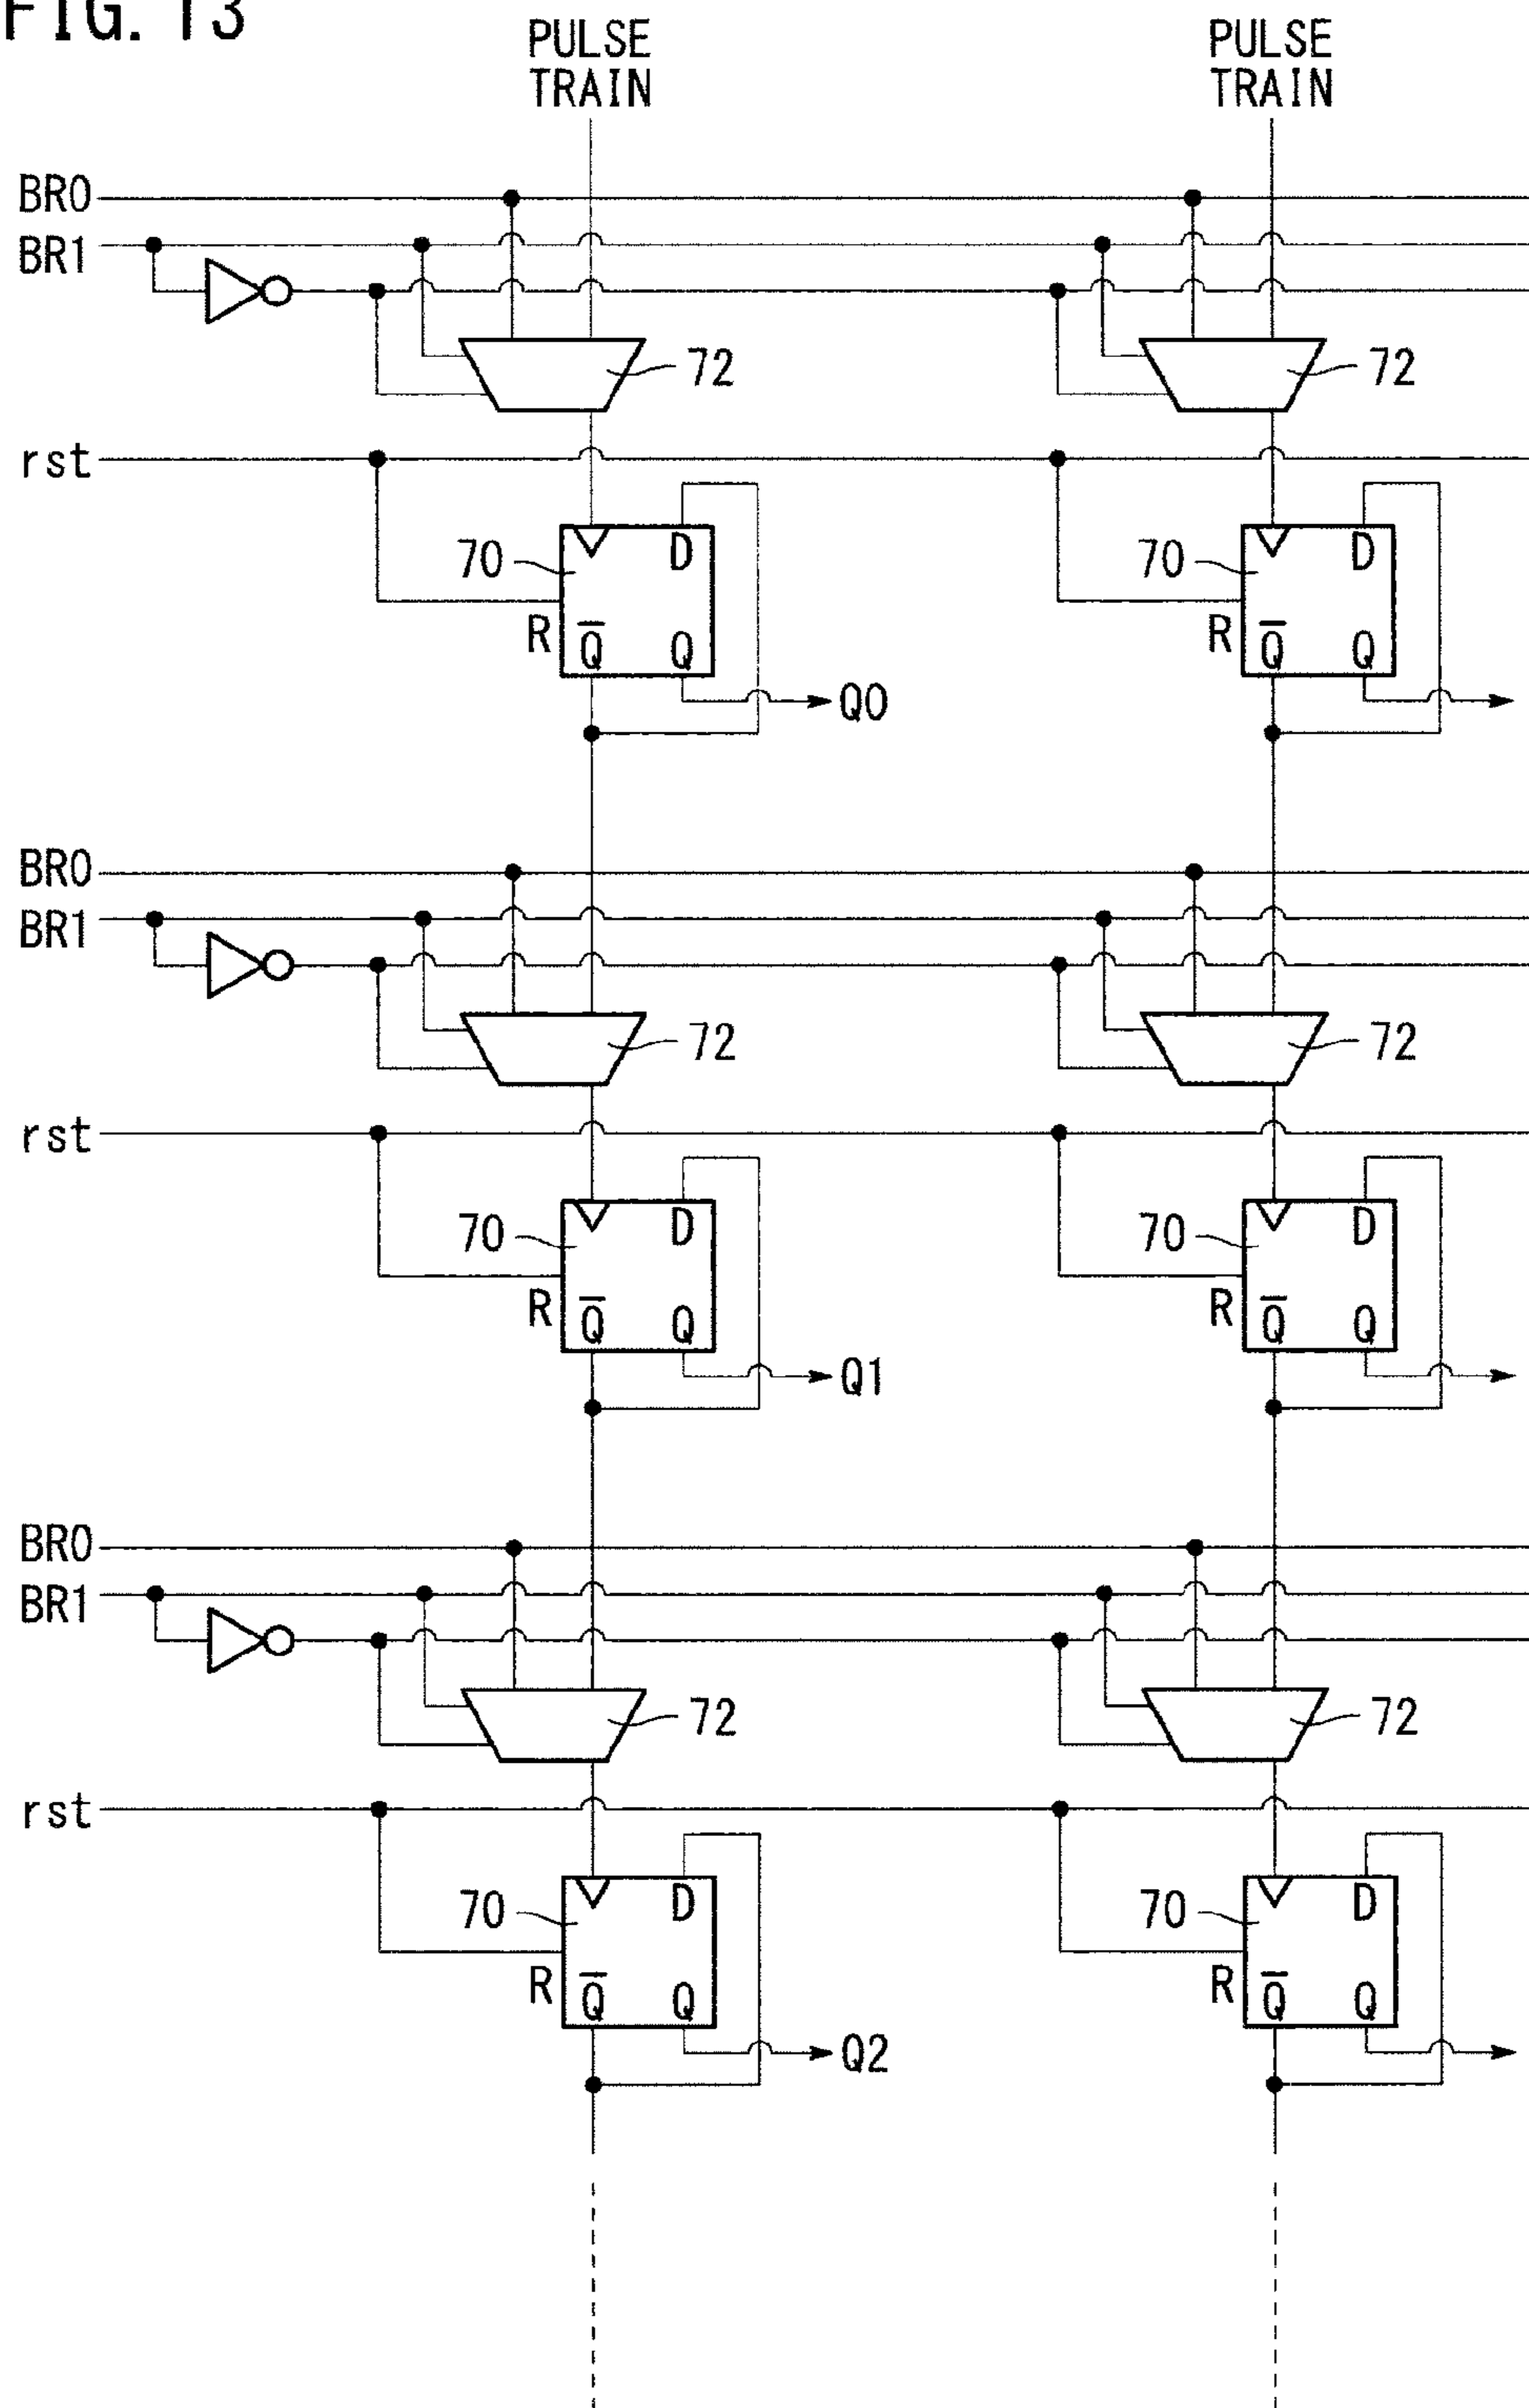 FIG. 13
PULSE TRAIN
PULSE TRAIN
BR0
BR1
72
72
rst
70
D
70
D
R
Q̅
Q
R
Q̅
Q
Q0
BR0
BR1
72
72
rst
70
D
70
D
R
Q̅
Q
R
Q̅
Q
Q1
BR0
BR1
72
72
rst
70
D
70
D
R
Q̅
Q
R
Q̅
Q
Q2